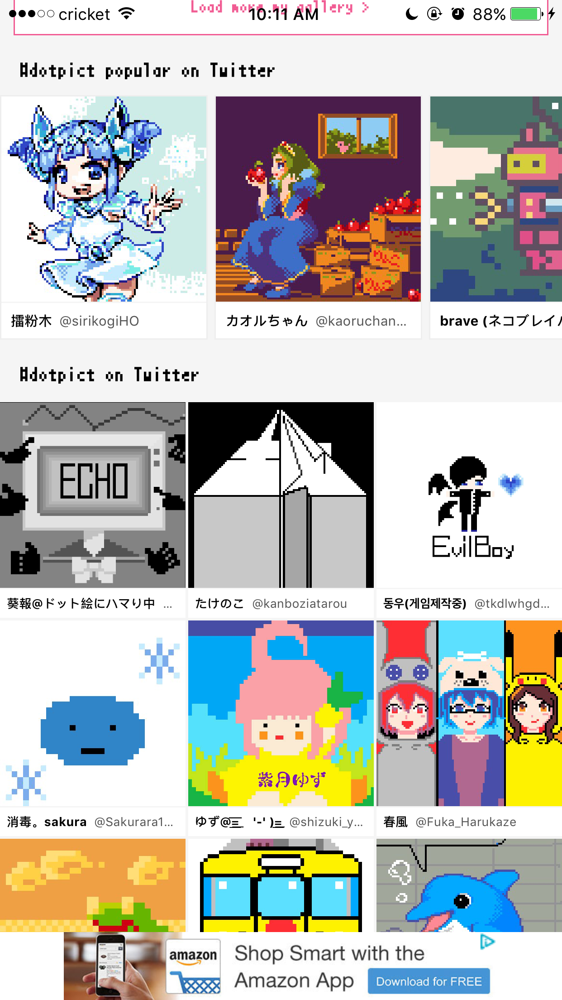 Load more my gallery >
cricket 10:11 AM 88%
#dotpict popular on Twitter
擂粉木 @sirikogiHO
カオルちゃん @kaoruchan...
brave (ネコブレイ
#dotpict on Twitter
ECHO
EvilBoy
葵報@ドット絵にハマり中 ...
たけのこ @kanboziatarou
동우(게임제작중) @tkdlwhgd...
紫月ゆず
消毒。sakura @Sakurara1...
ゆず@三 '-' )三 @shizuki_y...
春風 @Fuka_Harukaze
amazon
Shop Smart with the
Amazon App
Download for FREE